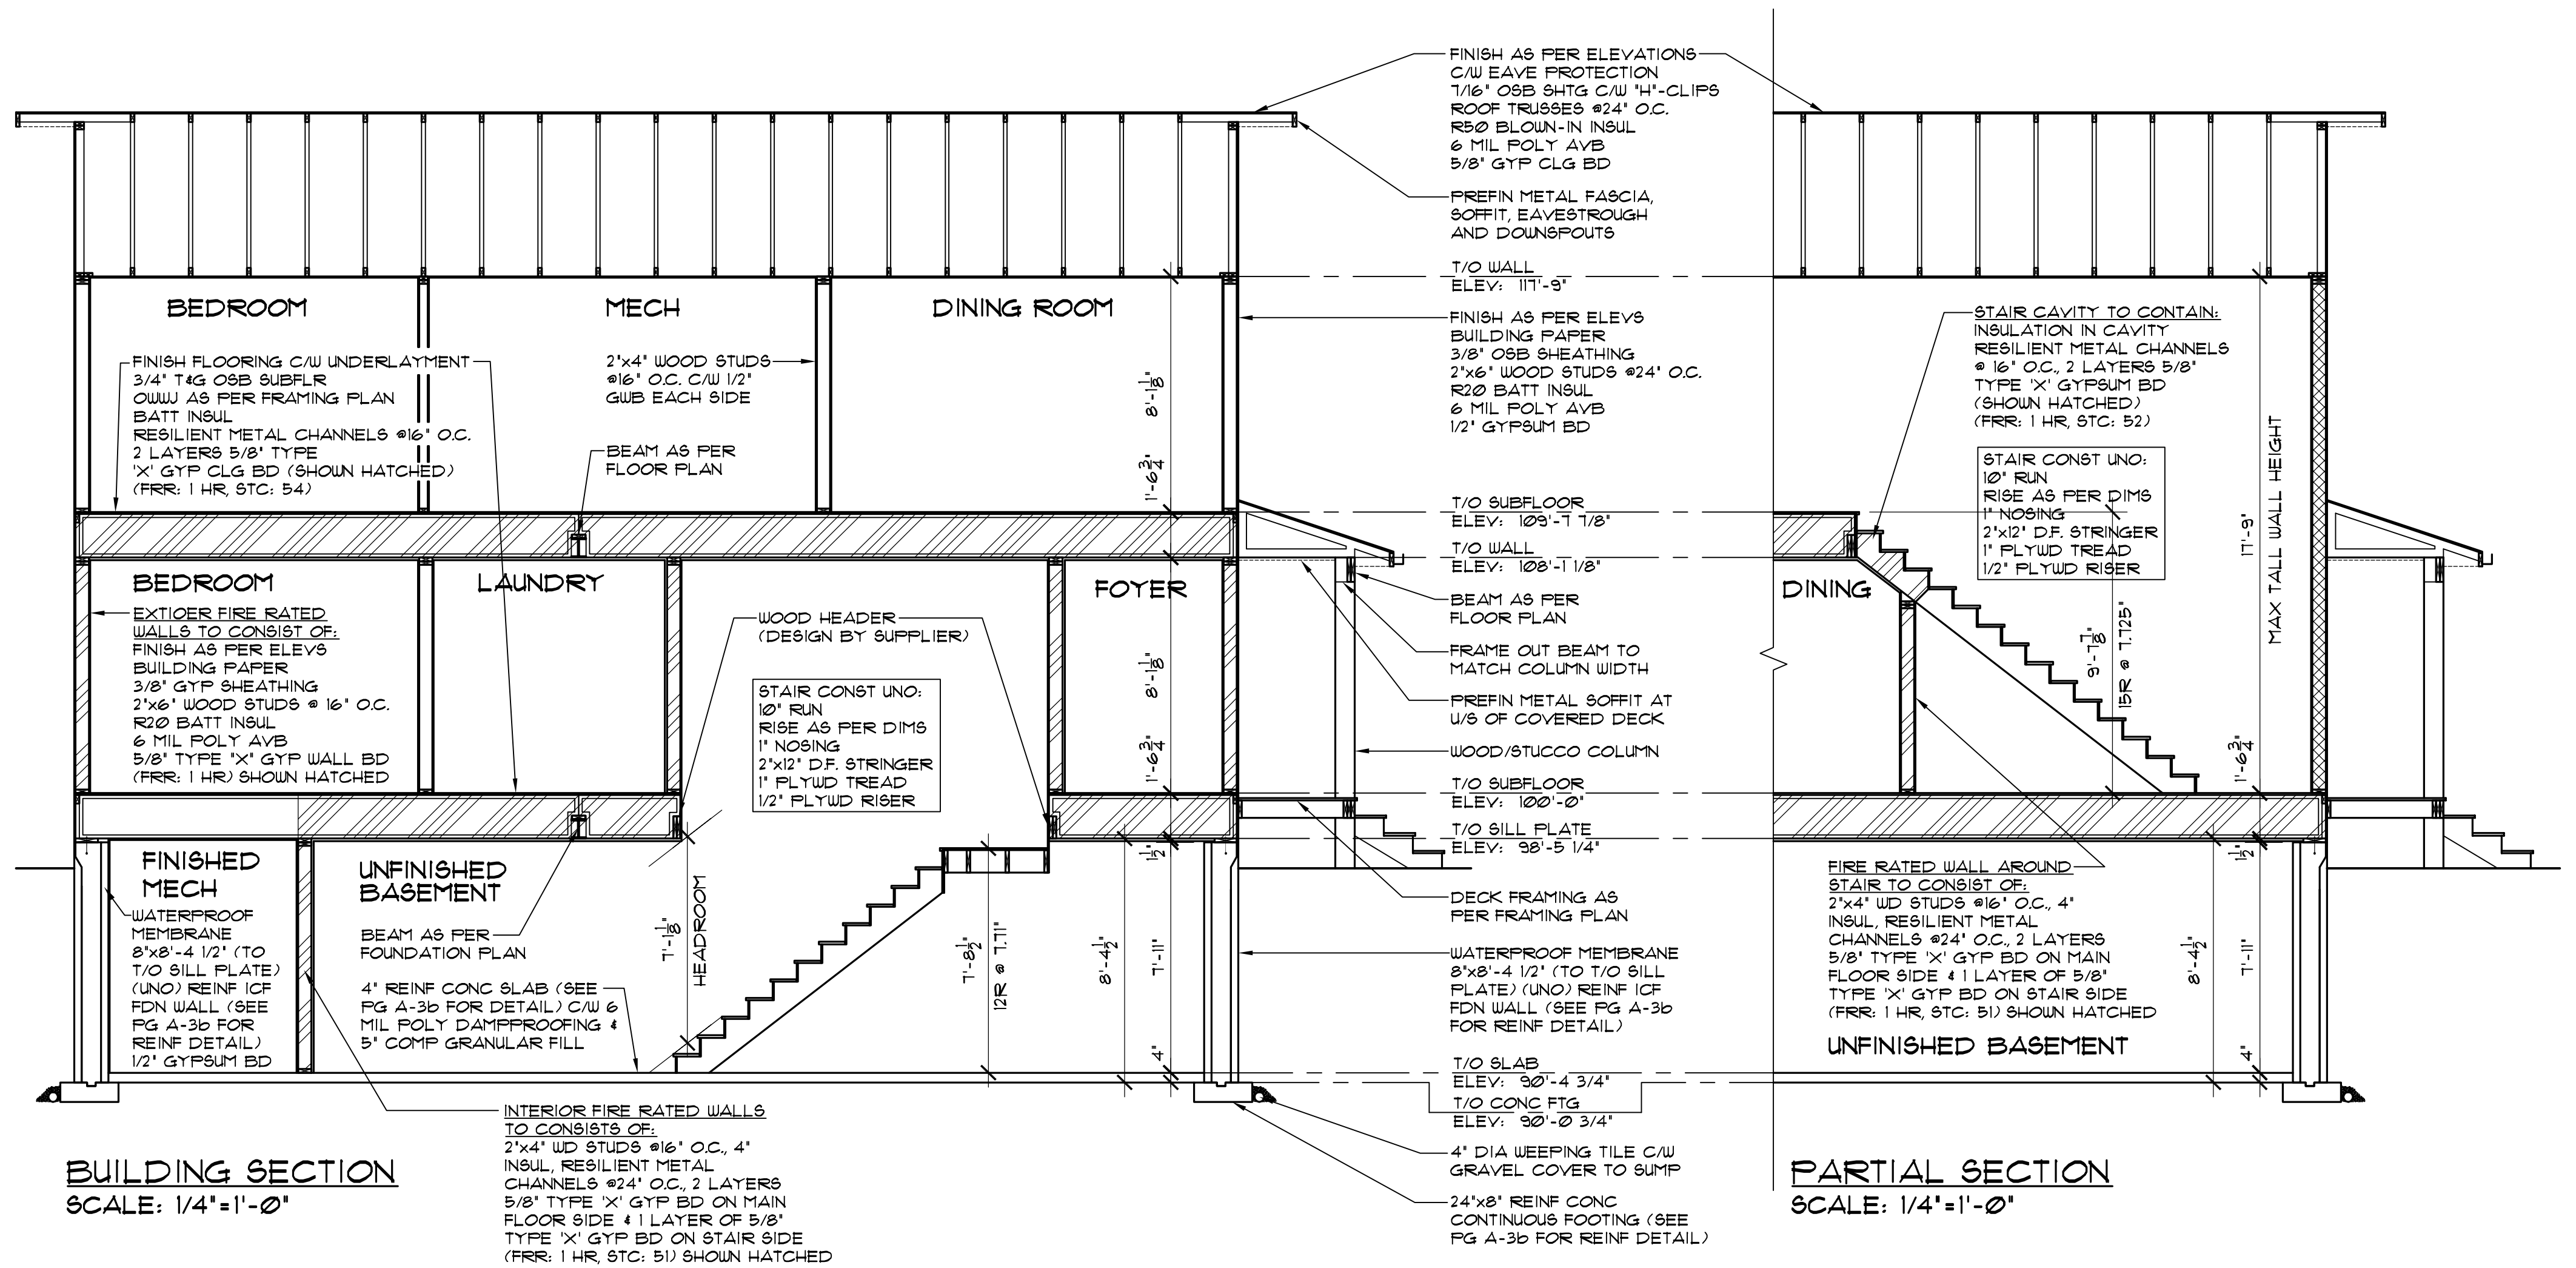 FINISH AS PER ELEVATIONS
C/W EAVE PROTECTION
7/16" OSB SHTG C/W "H"-CLIPS
ROOF TRUSSES @24" O.C.
R50 BLOWN-IN INSUL
6 MIL POLY AVB
5/8" GYP CLG BD
PREFIN METAL FASCIA,
SOFFIT, EAVESTROUGH
AND DOWNSPOUTS
T/O WALL
ELEV: 117'-9"
FINISH AS PER ELEVS
BUILDING PAPER
3/8" OSB SHEATHING
2"x6" WOOD STUDS @24" O.C.
R20 BATT INSUL
6 MIL POLY AVB
1/2" GYPSUM BD
T/O SUBFLOOR
ELEV: 109'-7 7/8"
T/O WALL
ELEV: 108'-1 1/8"
BEAM AS PER
FLOOR PLAN
FRAME OUT BEAM TO
MATCH COLUMN WIDTH
PREFIN METAL SOFFIT AT
U/S OF COVERED DECK
WOOD/STUCCO COLUMN
T/O SUBFLOOR
ELEV: 100'-0"
T/O SILL PLATE
ELEV: 98'-5 1/4"
DECK FRAMING AS
PER FRAMING PLAN
WATERPROOF MEMBRANE
8"x8'-4 1/2" (TO T/O SILL
PLATE) (UNO) REINF ICF
FDN WALL (SEE PG A-3b
FOR REINF DETAIL)
T/O SLAB
ELEV: 90'-4 3/4"
T/O CONC FTG
ELEV: 90'-0 3/4"
4" DIA WEEPING TILE C/W
GRAVEL COVER TO SUMP
24"x8" REINF CONC
CONTINUOUS FOOTING (SEE
PG A-3b FOR REINF DETAIL)
BEDROOM
MECH
DINING ROOM
FINISH FLOORING C/W UNDERLAYMENT
3/4" T&G OSB SUBFLR
OWWJ AS PER FRAMING PLAN
BATT INSUL
RESILIENT METAL CHANNELS @16" O.C.
2 LAYERS 5/8" TYPE
'X' GYP CLG BD (SHOWN HATCHED)
(FRR: 1 HR, STC: 54)
2"x4" WOOD STUDS
@16" O.C. C/W 1/2"
GWB EACH SIDE
BEAM AS PER
FLOOR PLAN
8'-1 1/8"
1'-6 3/4"
BEDROOM
LAUNDRY
FOYER
EXTIOER FIRE RATED
WALLS TO CONSIST OF:
FINISH AS PER ELEVS
BUILDING PAPER
3/8" GYP SHEATHING
2"x6" WOOD STUDS @ 16" O.C.
R20 BATT INSUL
6 MIL POLY AVB
5/8" TYPE "X" GYP WALL BD
(FRR: 1 HR) SHOWN HATCHED
WOOD HEADER
(DESIGN BY SUPPLIER)
STAIR CONST UNO:
10" RUN
RISE AS PER DIMS
1" NOSING
2"x12" D.F. STRINGER
1" PLYWD TREAD
1/2" PLYWD RISER
8'-1 1/8"
1'-6 3/4"
FINISHED
MECH
WATERPROOF
MEMBRANE
8"x8'-4 1/2" (TO
T/O SILL PLATE)
(UNO) REINF ICF
FDN WALL (SEE
PG A-3b FOR
REINF DETAIL)
1/2" GYPSUM BD
UNFINISHED
BASEMENT
BEAM AS PER
FOUNDATION PLAN
4" REINF CONC SLAB (SEE
PG A-3b FOR DETAIL) C/W 6
MIL POLY DAMPPROOFING &
5" COMP GRANULAR FILL
7'-1 1/8"
HEADROOM
7'-8 1/2"
12R @ 7.71"
8'-4 1/2"
1 1/2"
7'-11"
4"
INTERIOR FIRE RATED WALLS
TO CONSISTS OF:
2"x4" WD STUDS @16" O.C., 4"
INSUL, RESILIENT METAL
CHANNELS @24" O.C., 2 LAYERS
5/8" TYPE 'X' GYP BD ON MAIN
FLOOR SIDE & 1 LAYER OF 5/8"
TYPE 'X' GYP BD ON STAIR SIDE
(FRR: 1 HR, STC: 51) SHOWN HATCHED
BUILDING SECTION
SCALE: 1/4"=1'-0"
STAIR CAVITY TO CONTAIN:
INSULATION IN CAVITY
RESILIENT METAL CHANNELS
@ 16" O.C., 2 LAYERS 5/8"
TYPE 'X' GYPSUM BD
(SHOWN HATCHED)
(FRR: 1 HR, STC: 52)
STAIR CONST UNO:
10" RUN
RISE AS PER DIMS
1" NOSING
2"x12" D.F. STRINGER
1" PLYWD TREAD
1/2" PLYWD RISER
DINING
9'-7 7/8"
15R @ 7.725"
17'-9"
MAX TALL WALL HEIGHT
1'-6 3/4"
FIRE RATED WALL AROUND
STAIR TO CONSIST OF:
2"x4" WD STUDS @16" O.C., 4"
INSUL, RESILIENT METAL
CHANNELS @24" O.C., 2 LAYERS
5/8" TYPE 'X' GYP BD ON MAIN
FLOOR SIDE & 1 LAYER OF 5/8"
TYPE 'X' GYP BD ON STAIR SIDE
(FRR: 1 HR, STC: 51) SHOWN HATCHED
UNFINISHED BASEMENT
1 1/2"
8'-4 1/2"
7'-11"
4"
PARTIAL SECTION
SCALE: 1/4"=1'-0"